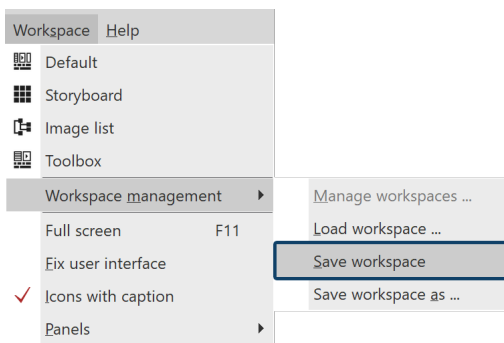 Workspace Help
Default
Storyboard
Image list
Toolbox
Workspace management
Manage workspaces ...
Load workspace ...
Save workspace
Save workspace as ...
Full screen F11
Fix user interface
Icons with caption
Panels